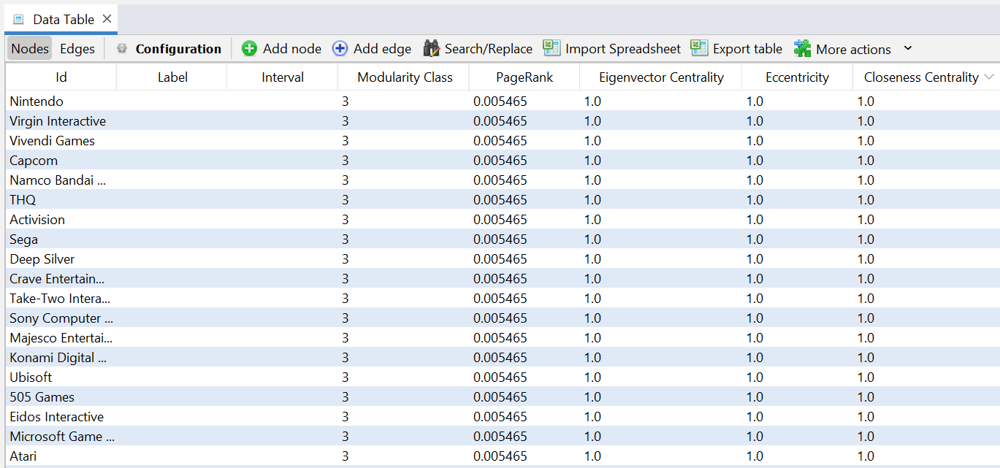 Data Table
Nodes Edges Configuration Add node Add edge Search/Replace Import Spreadsheet Export table More actions
Id Label Interval Modularity Class PageRank Eigenvector Centrality Eccentricity Closeness Centrality
Nintendo 3 0.005465 1.0 1.0 1.0
Virgin Interactive 3 0.005465 1.0 1.0 1.0
Vivendi Games 3 0.005465 1.0 1.0 1.0
Capcom 3 0.005465 1.0 1.0 1.0
Namco Bandai ... 3 0.005465 1.0 1.0 1.0
THQ 3 0.005465 1.0 1.0 1.0
Activision 3 0.005465 1.0 1.0 1.0
Sega 3 0.005465 1.0 1.0 1.0
Deep Silver 3 0.005465 1.0 1.0 1.0
Crave Entertain... 3 0.005465 1.0 1.0 1.0
Take-Two Intera... 3 0.005465 1.0 1.0 1.0
Sony Computer ... 3 0.005465 1.0 1.0 1.0
Majesco Entertai... 3 0.005465 1.0 1.0 1.0
Konami Digital ... 3 0.005465 1.0 1.0 1.0
Ubisoft 3 0.005465 1.0 1.0 1.0
505 Games 3 0.005465 1.0 1.0 1.0
Eidos Interactive 3 0.005465 1.0 1.0 1.0
Microsoft Game ... 3 0.005465 1.0 1.0 1.0
Atari 3 0.005465 1.0 1.0 1.0